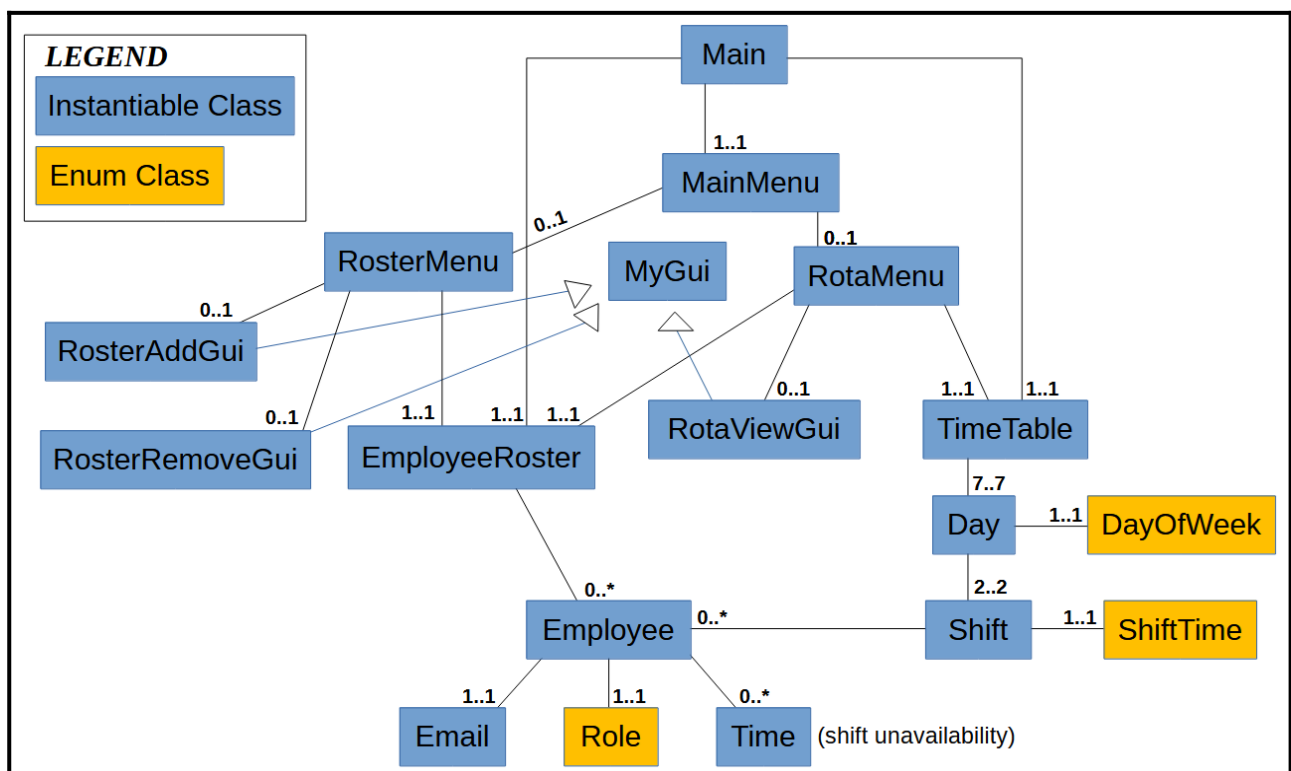 LEGEND
Instantiable Class
Enum Class
Main
1..1
MainMenu
0..1
0..1
RosterMenu
MyGui
RotaMenu
0..1
RosterAddGui
0..1
1..1
1..1
1..1
0..1
1..1
1..1
RosterRemoveGui
EmployeeRoster
RotaViewGui
TimeTable
7..7
Day
1..1
DayOfWeek
2..2
0..*
Employee
0..*
Shift
1..1
ShiftTime
1..1
1..1
0..*
Email
Role
Time
(shift unavailability)